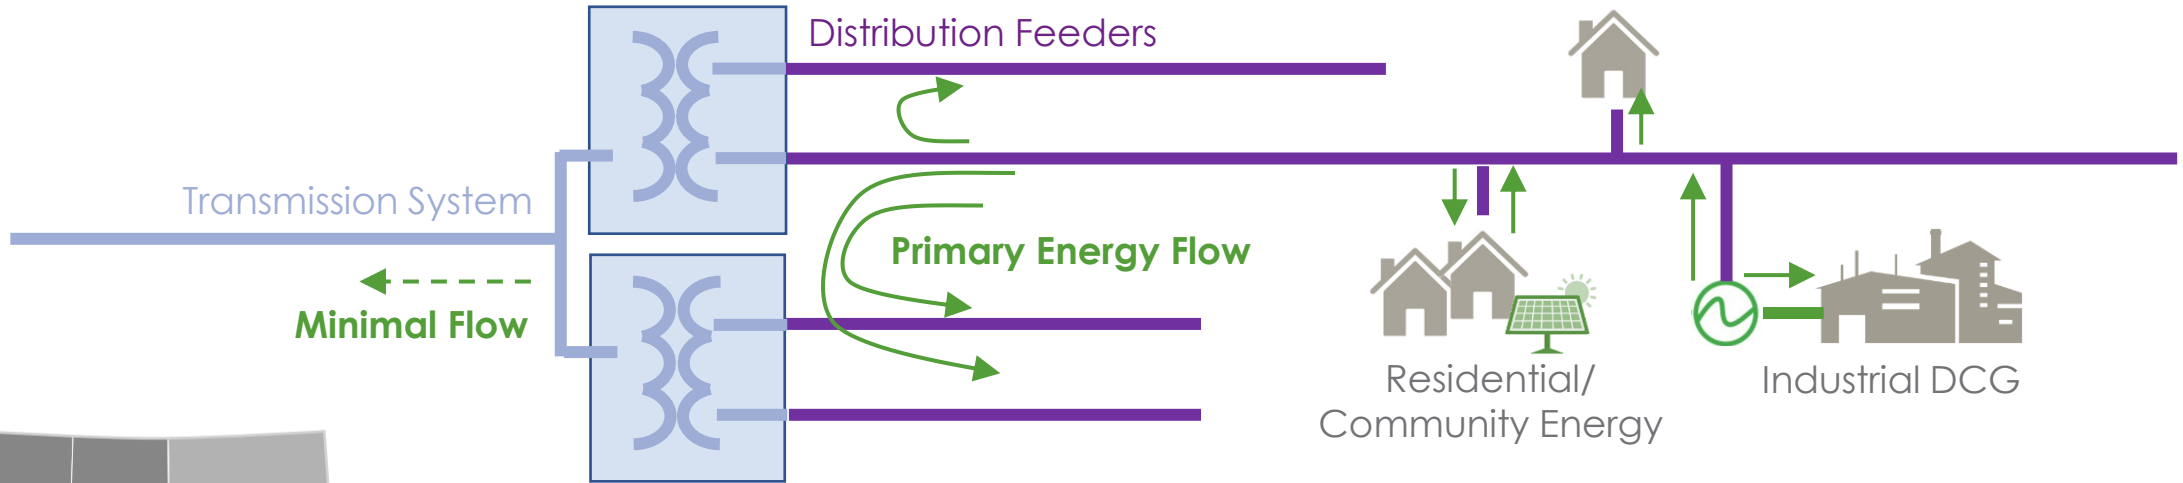 Distribution Feeders
Transmission System
Primary Energy Flow
Minimal Flow
Residential/
Community Energy
Industrial DCG